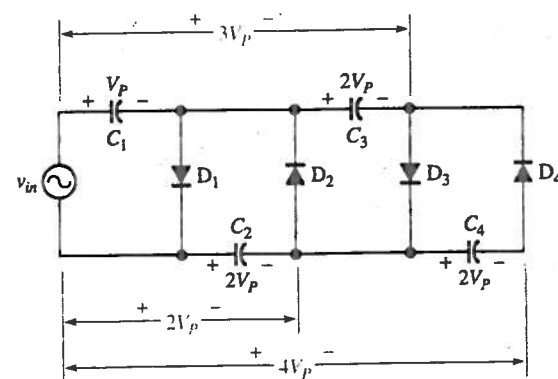 + −
3V_P
V_P 2V_P
+ − + −
C_1 C_3
v_in D_1 D_2 D_3 D_4
C_2 C_4
+ − + −
2V_P 2V_P
+ −
2V_P
+ −
4V_P